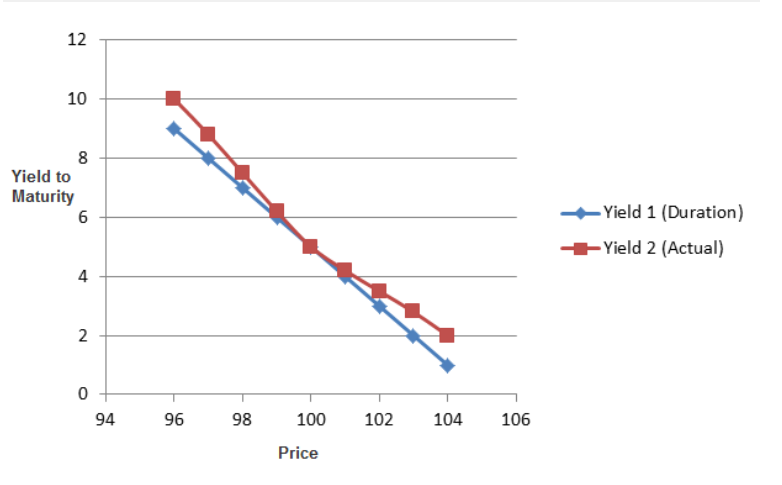 12
10
8
6
4
2
0
Yield to
Maturity
94 96 98 100 102 104 106
Price
Yield 1 (Duration)
Yield 2 (Actual)